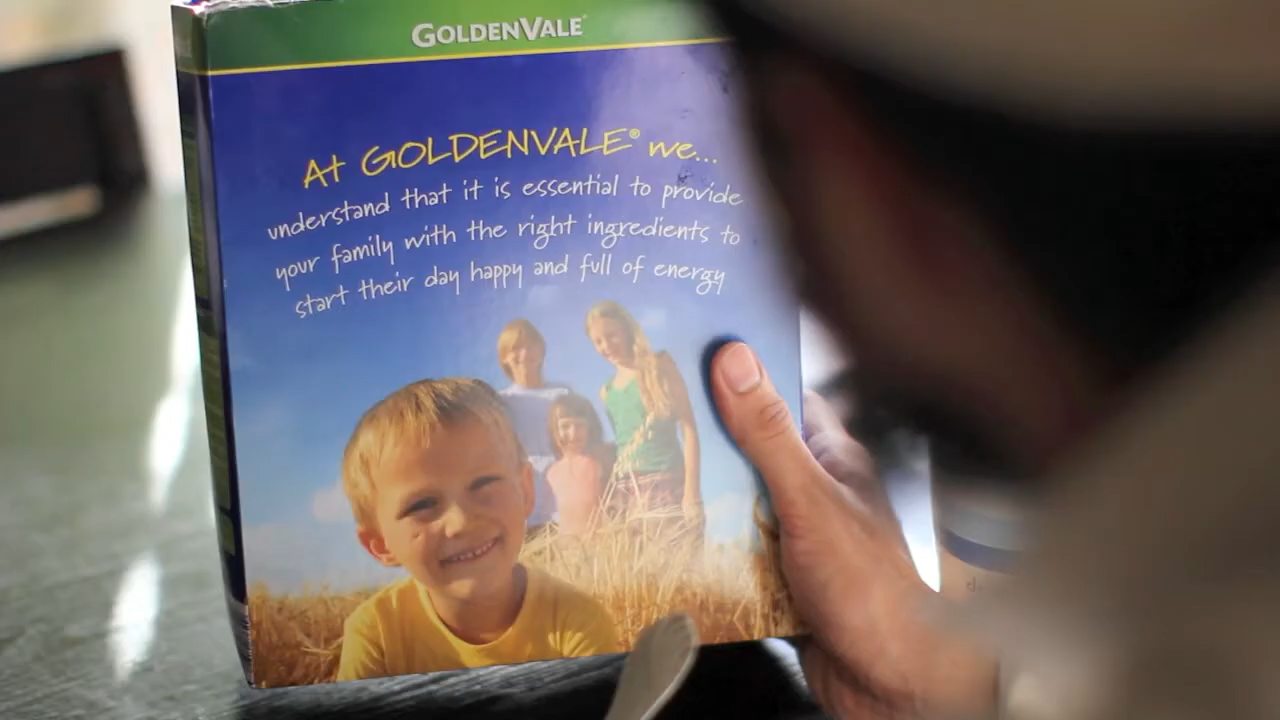 GOLDENVALE
At GOLDENVALE® we...
understand that it is essential to provide
your family with the right ingredients to
start their day happy and full of energy